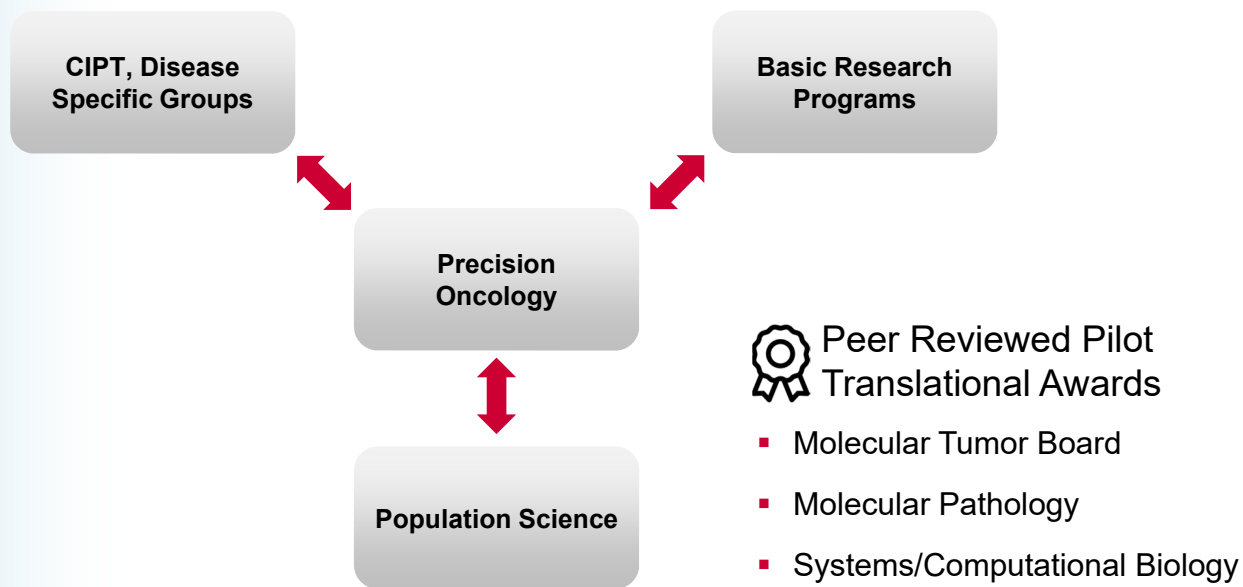 CIPT, Disease
Specific Groups
Basic Research
Programs
Precision
Oncology
Population Science
Peer Reviewed Pilot
Translational Awards
▪ Molecular Tumor Board
▪ Molecular Pathology
▪ Systems/Computational Biology